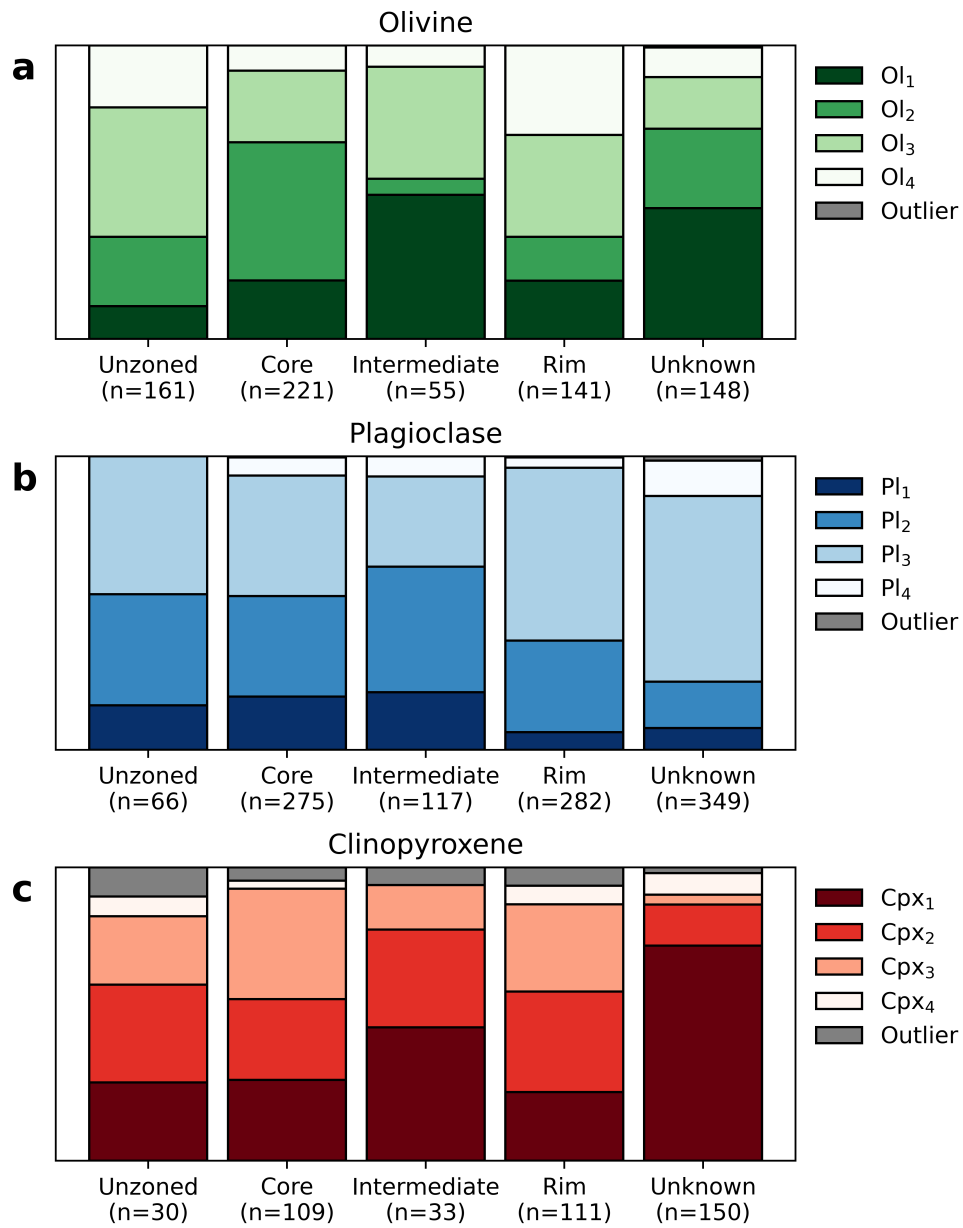 Olivine
a
Ol₁
Ol₂
Ol₃
Ol₄
Outlier
Unzoned Core Intermediate Rim Unknown
(n=161) (n=221) (n=55) (n=141) (n=148)
Plagioclase
b
Pl₁
Pl₂
Pl₃
Pl₄
Outlier
Unzoned Core Intermediate Rim Unknown
(n=66) (n=275) (n=117) (n=282) (n=349)
Clinopyroxene
c
Cpx₁
Cpx₂
Cpx₃
Cpx₄
Outlier
Unzoned Core Intermediate Rim Unknown
(n=30) (n=109) (n=33) (n=111) (n=150)